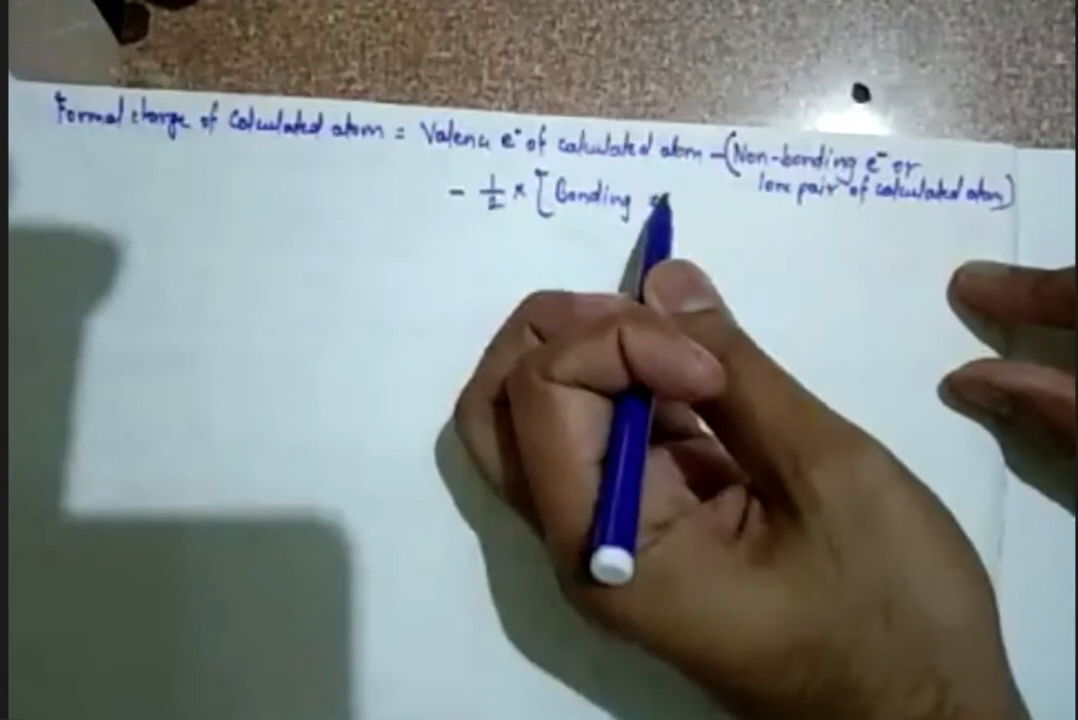 Formal charge of calculated atom = Valence e⁻ of calculated atom - (Non-bonding e⁻ or
lone pair of calculated atom)
- 1/2 × [Bonding